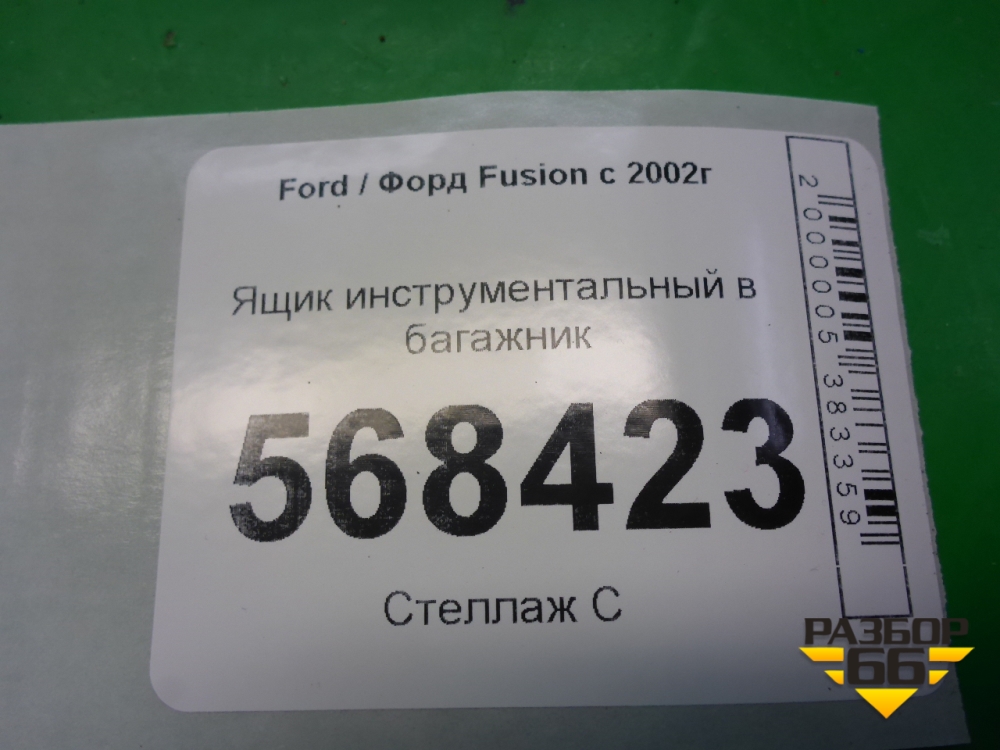 Ford / Форд Fusion с 2002г
Ящик инструментальный в
багажник
568423
Стеллаж С
2000005383359
РАЗБОР
66